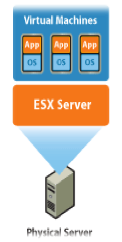 Virtual Machines
App App App
OS OS OS
ESX Server
Physical Server